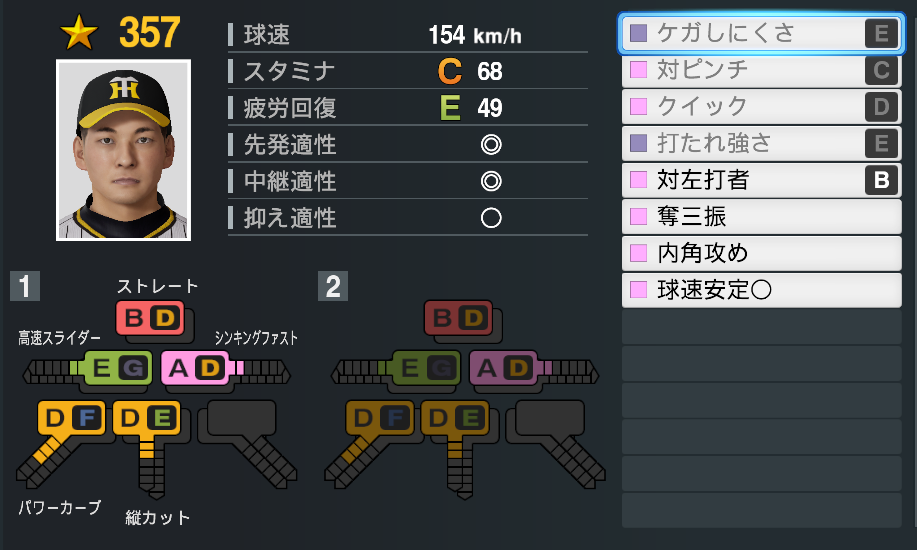 ★ 357
球速 154 km/h
スタミナ C 68
疲労回復 E 49
先発適性 ◎
中継適性 ◎
抑え適性 ○
ケガしにくさ E
対ピンチ C
クイック D
打たれ強さ E
対左打者 B
奪三振
内角攻め
球速安定○
1
ストレート
B D
高速スライダー
シンキングファスト
E G
A D
D F
D E
パワーカーブ
縦カット
2
B D
E G
A D
D F
D E